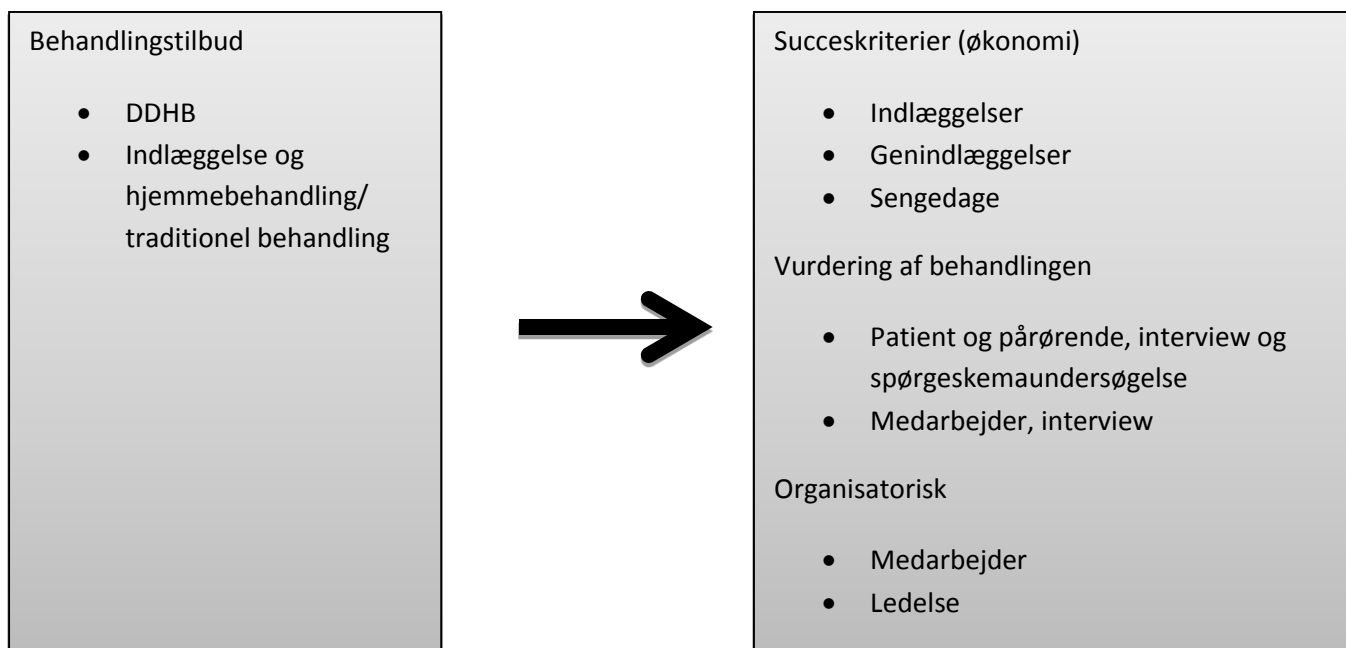 Behandlingstilbud
• DDHB
• Indlæggelse og
hjemmebehandling/
traditionel behandling
Succeskriterier (økonomi)
• Indlæggelser
• Genindlæggelser
• Sengedage
Vurdering af behandlingen
• Patient og pårørende, interview og
spørgeskemaundersøgelse
• Medarbejder, interview
Organisatorisk
• Medarbejder
• Ledelse